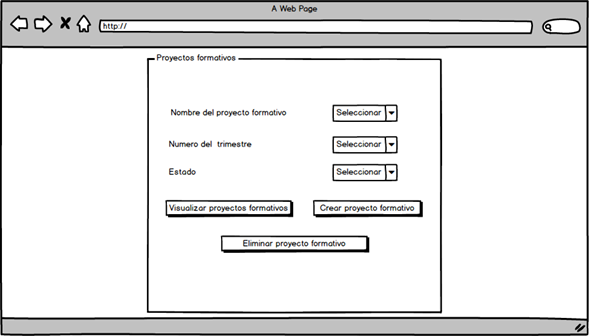 A Web Page
http://
Proyectos formativos
Nombre del proyecto formativo Seleccionar
Numero del trimestre Seleccionar
Estado Seleccionar
Visualizar proyectos formativos Crear proyecto formativo
Eliminar proyecto formativo